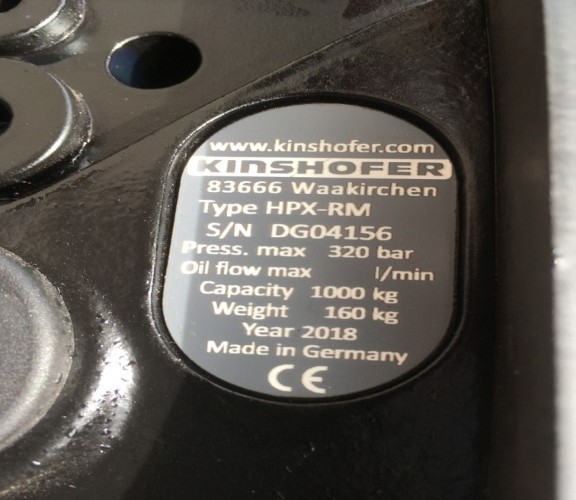 www.kinshofer.com
KINSHOFER
83666 Waakirchen
Type HPX-RM
S/N DG04156
Press. max 320 bar
Oil flow max l/min
Capacity 1000 kg
Weight 160 kg
Year 2018
Made in Germany
CE